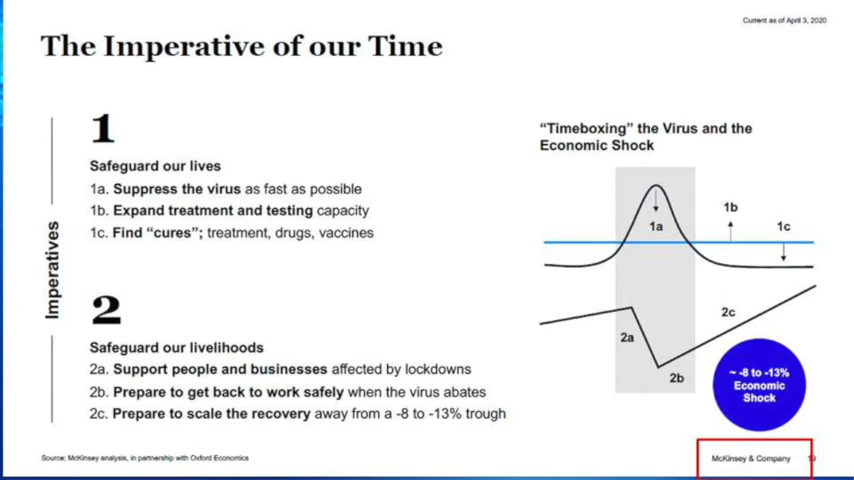 Current as of April 3, 2020
The Imperative of our Time
Imperatives
1
Safeguard our lives
1a. Suppress the virus as fast as possible
1b. Expand treatment and testing capacity
1c. Find “cures”; treatment, drugs, vaccines
2
Safeguard our livelihoods
2a. Support people and businesses affected by lockdowns
2b. Prepare to get back to work safely when the virus abates
2c. Prepare to scale the recovery away from a -8 to -13% trough
“Timeboxing” the Virus and the
Economic Shock
1a
1b
1c
2a
2b
2c
~ -8 to -13%
Economic
Shock
Source: McKinsey analysis, in partnership with Oxford Economics
McKinsey & Company